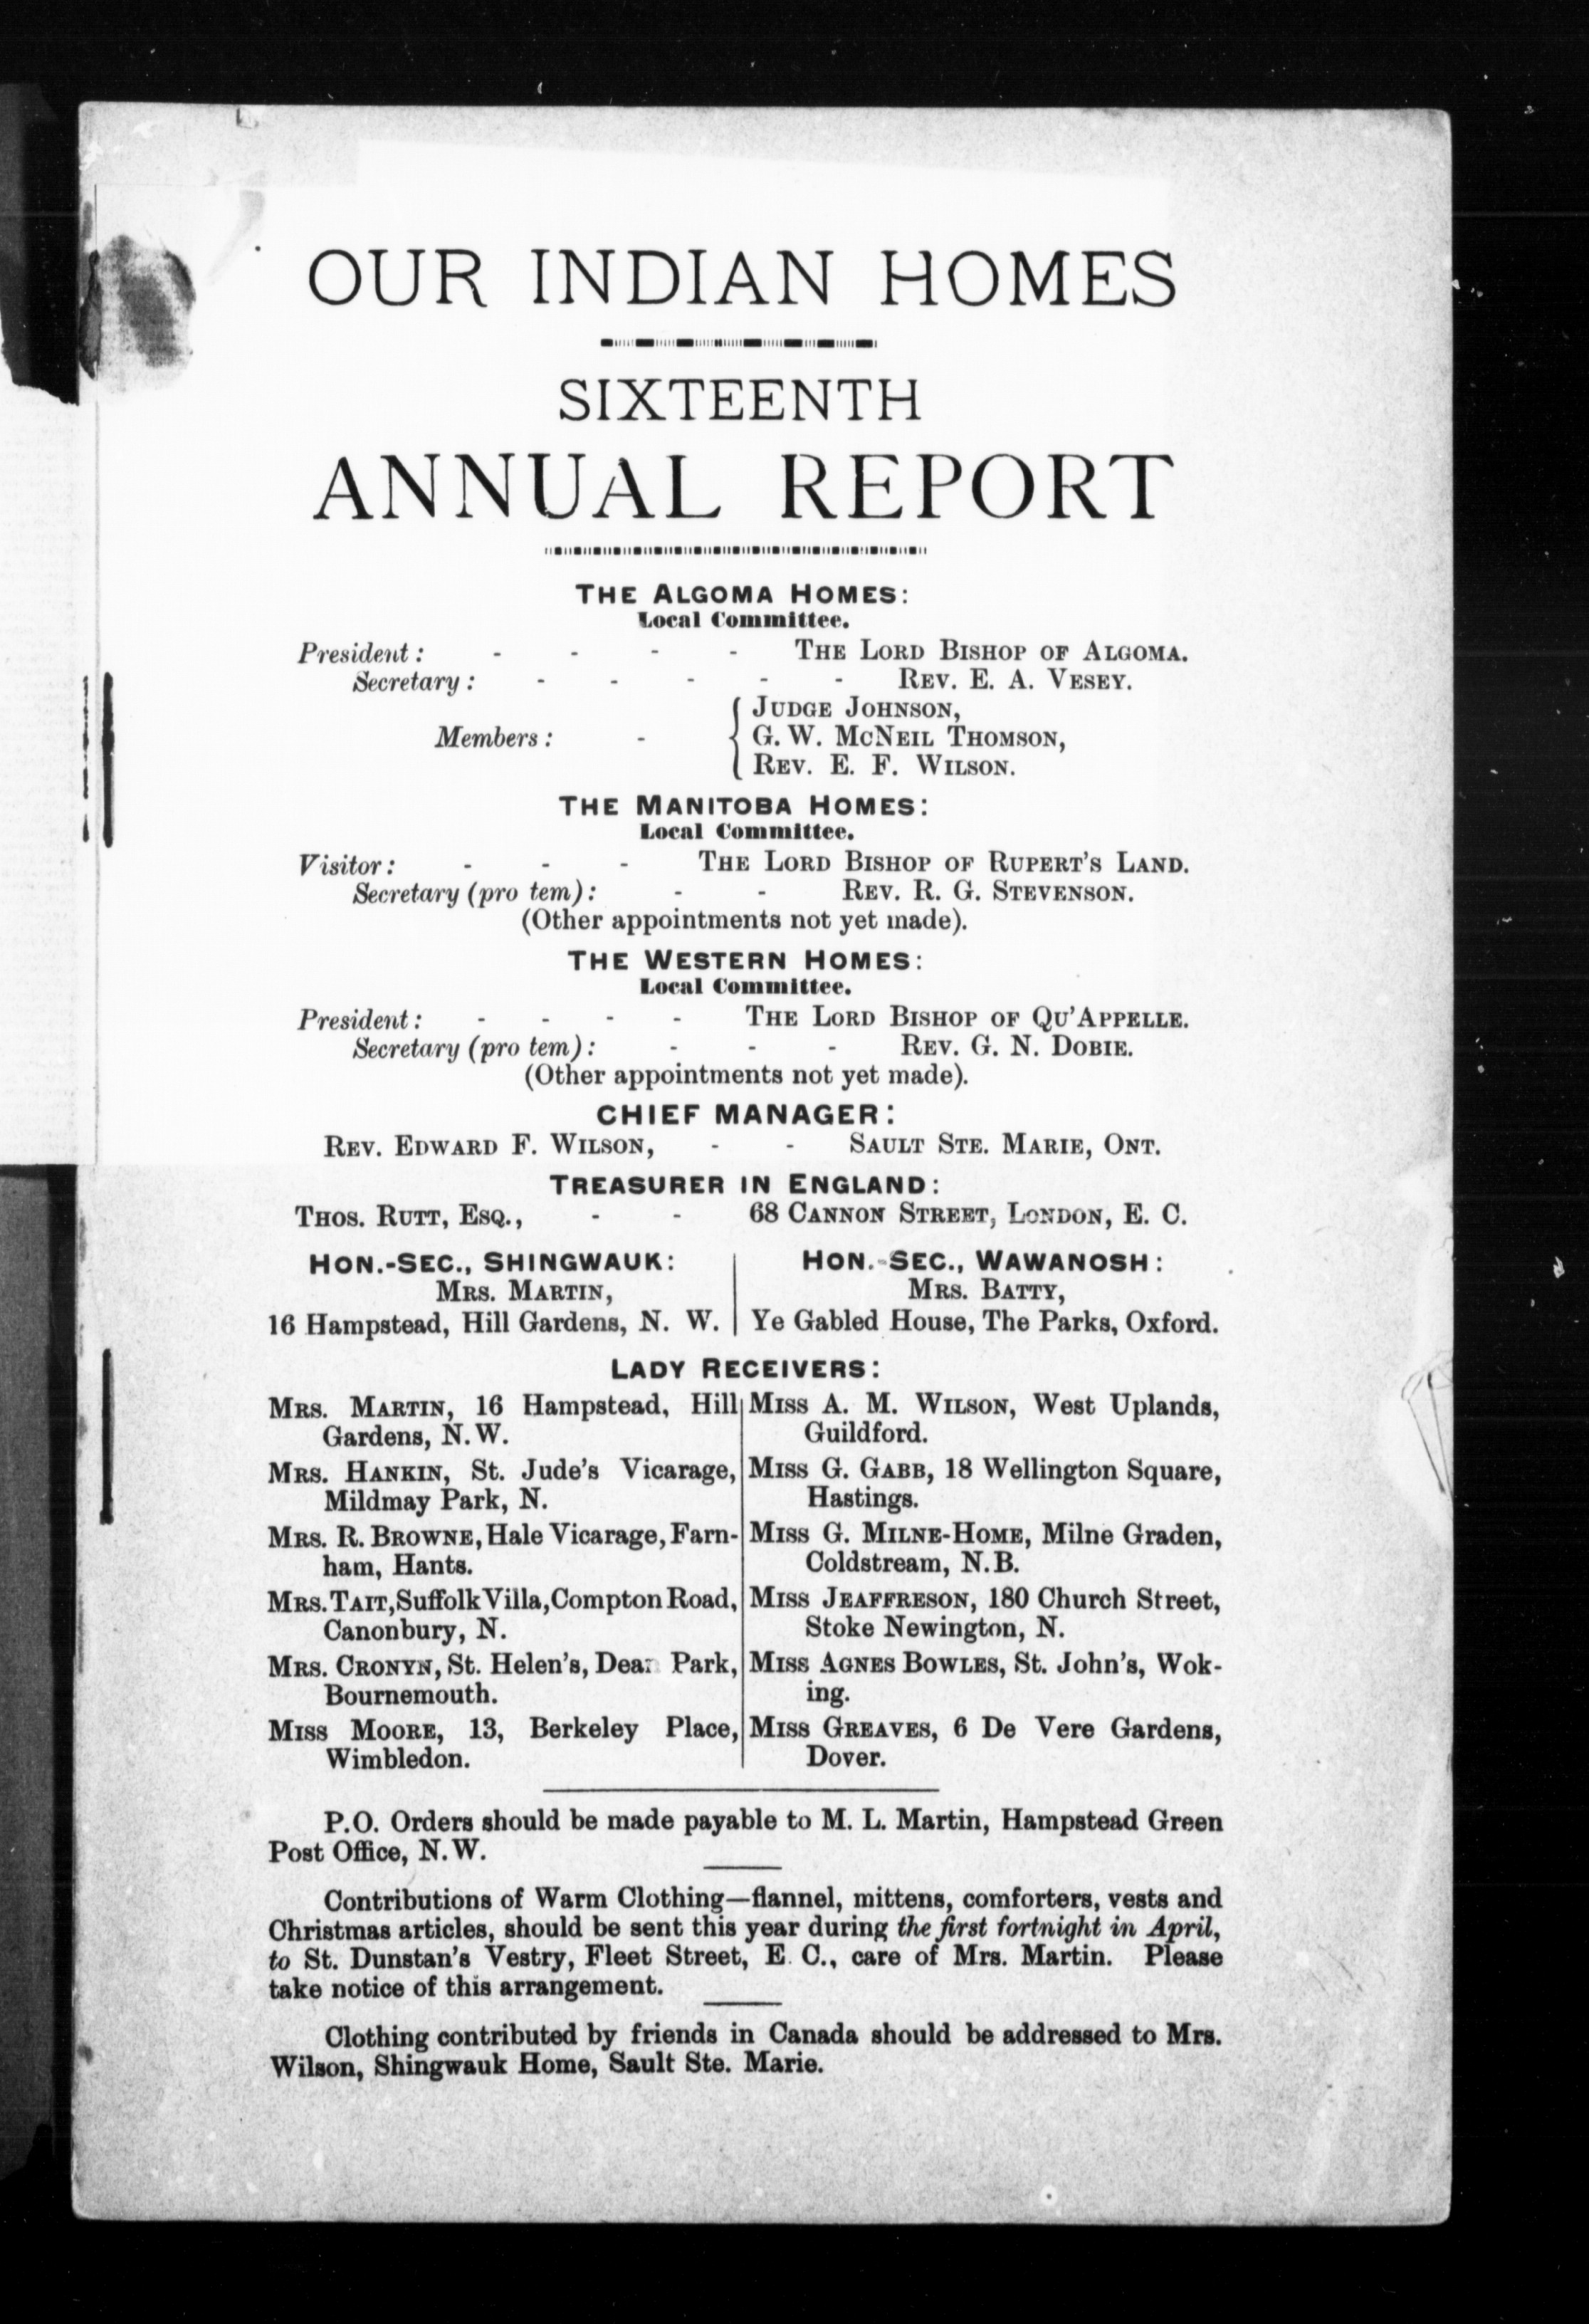 OUR INDIAN HOMES
SIXTEENTH
ANNUAL REPORT
THE ALGOMA HOMES:
Local Committee.
President: - - - - THE LORD BISHOP OF ALGOMA.
Secretary: - - - - - REV. E. A. VESEY.
JUDGE JOHNSON,
Members: - { G. W. MCNEIL THOMSON,
REV. E. F. WILSON.
THE MANITOBA HOMES:
Local Committee.
Visitor: - - - THE LORD BISHOP OF RUPERT'S LAND.
Secretary (pro tem): - - REV. R. G. STEVENSON.
(Other appointments not yet made).
THE WESTERN HOMES:
Local Committee.
President: - - - - THE LORD BISHOP OF QU'APPELLE.
Secretary (pro tem): - - - REV. G. N. DOBIE.
(Other appointments not yet made).
CHIEF MANAGER:
REV. EDWARD F. WILSON, - - SAULT STE. MARIE, ONT.
TREASURER IN ENGLAND:
THOS. RUTT, ESQ., - - 68 CANNON STREET, LONDON, E. C.
HON.-SEC., SHINGWAUK:
MRS. MARTIN,
16 Hampstead, Hill Gardens, N. W.
HON.-SEC., WAWANOSH:
MRS. BATTY,
Ye Gabled House, The Parks, Oxford.
LADY RECEIVERS:
MRS. MARTIN, 16 Hampstead, Hill
Gardens, N.W.
MRS. HANKIN, St. Jude's Vicarage,
Mildmay Park, N.
MRS. R. BROWNE, Hale Vicarage, Farn-
ham, Hants.
MRS. TAIT, Suffolk Villa, Compton Road,
Canonbury, N.
MRS. CRONYN, St. Helen's, Dean Park,
Bournemouth.
MISS MOORE, 13, Berkeley Place,
Wimbledon.
MISS A. M. WILSON, West Uplands,
Guildford.
MISS G. GABB, 18 Wellington Square,
Hastings.
MISS G. MILNE-HOME, Milne Graden,
Coldstream, N.B.
MISS JEAFFRESON, 180 Church Street,
Stoke Newington, N.
MISS AGNES BOWLES, St. John's, Wok-
ing.
MISS GREAVES, 6 De Vere Gardens,
Dover.
P.O. Orders should be made payable to M. L. Martin, Hampstead Green
Post Office, N.W.
Contributions of Warm Clothing—flannel, mittens, comforters, vests and
Christmas articles, should be sent this year during the first fortnight in April,
to St. Dunstan's Vestry, Fleet Street, E. C., care of Mrs. Martin. Please
take notice of this arrangement.
Clothing contributed by friends in Canada should be addressed to Mrs.
Wilson, Shingwauk Home, Sault Ste. Marie.